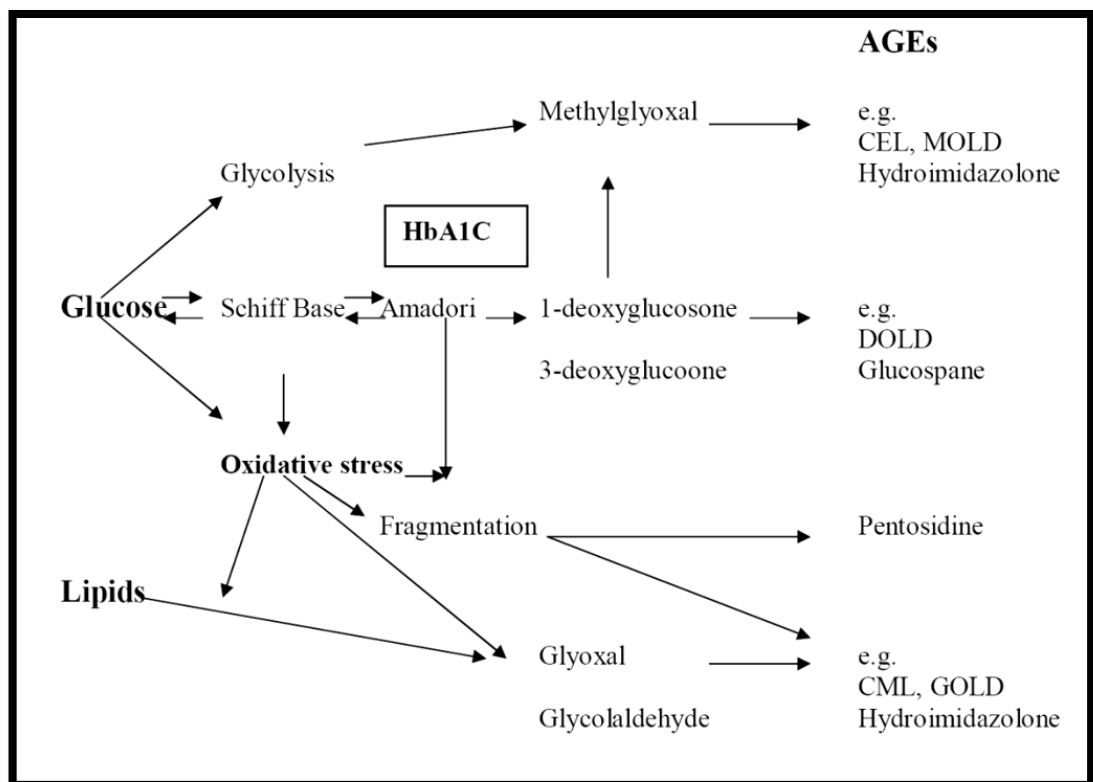 AGEs
Methylglyoxal
e.g.
CEL, MOLD
Hydroimidazolone
Glycolysis
HbA1C
Glucose
Schiff Base
Amadori
1-deoxyglucosone
e.g.
DOLD
3-deoxyglucoone
Glucospane
Oxidative stress
Fragmentation
Pentosidine
Lipids
Glyoxal
e.g.
CML, GOLD
Glycolaldehyde
Hydroimidazolone